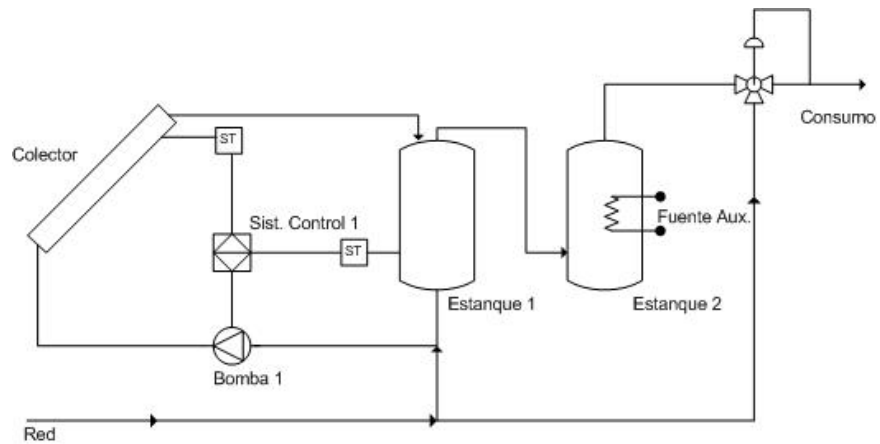 Colector
ST
Consumo
Sist. Control 1
ST
Fuente Aux.
Estanque 1
Estanque 2
Bomba 1
Red